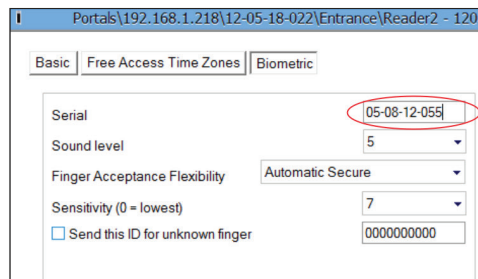 Portals\192.168.1.218\12-05-18-022\Entrance\Reader2 - 120
Basic Free Access Time Zones Biometric
Serial 05-08-12-055
Sound level 5
Finger Acceptance Flexibility Automatic Secure
Sensitivity (0 = lowest) 7
Send this ID for unknown finger 0000000000